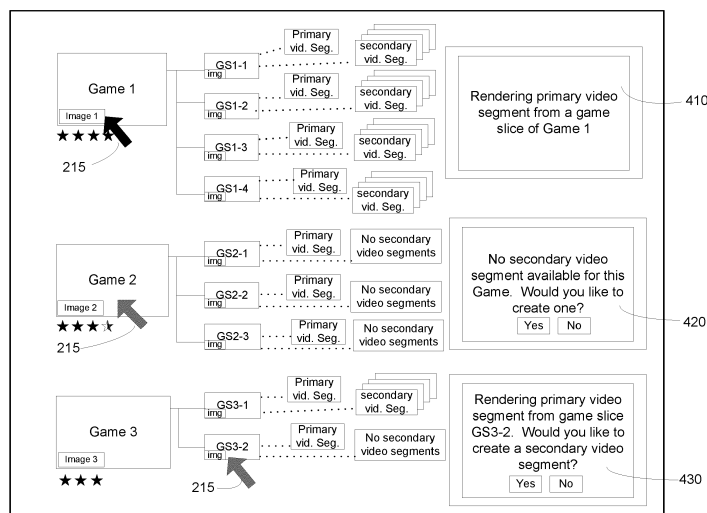 Game 1
Image 1
215
GS1-1
img
Primary
vid. Seg.
secondary
vid. Seg.
GS1-2
img
Primary
vid. Seg.
secondary
vid. Seg.
GS1-3
img
Primary
vid. Seg.
secondary
vid. Seg.
GS1-4
img
Primary
vid. Seg.
secondary
vid. Seg.
Rendering primary video
segment from a game
slice of Game 1
410
Game 2
Image 2
215
GS2-1
img
Primary
vid. Seg.
No secondary
video segments
GS2-2
img
Primary
vid. Seg.
No secondary
video segments
GS2-3
img
Primary
vid. Seg.
No secondary
video segments
No secondary video
segment available for this
Game. Would you like to
create one?
Yes No
420
Game 3
Image 3
GS3-1
img
Primary
vid. Seg.
secondary
vid. Seg.
GS3-2
img
Primary
vid. Seg.
No secondary
video segments
215
Rendering primary video
segment from game slice
GS3-2. Would you like to
create a secondary video
segment?
Yes No
430